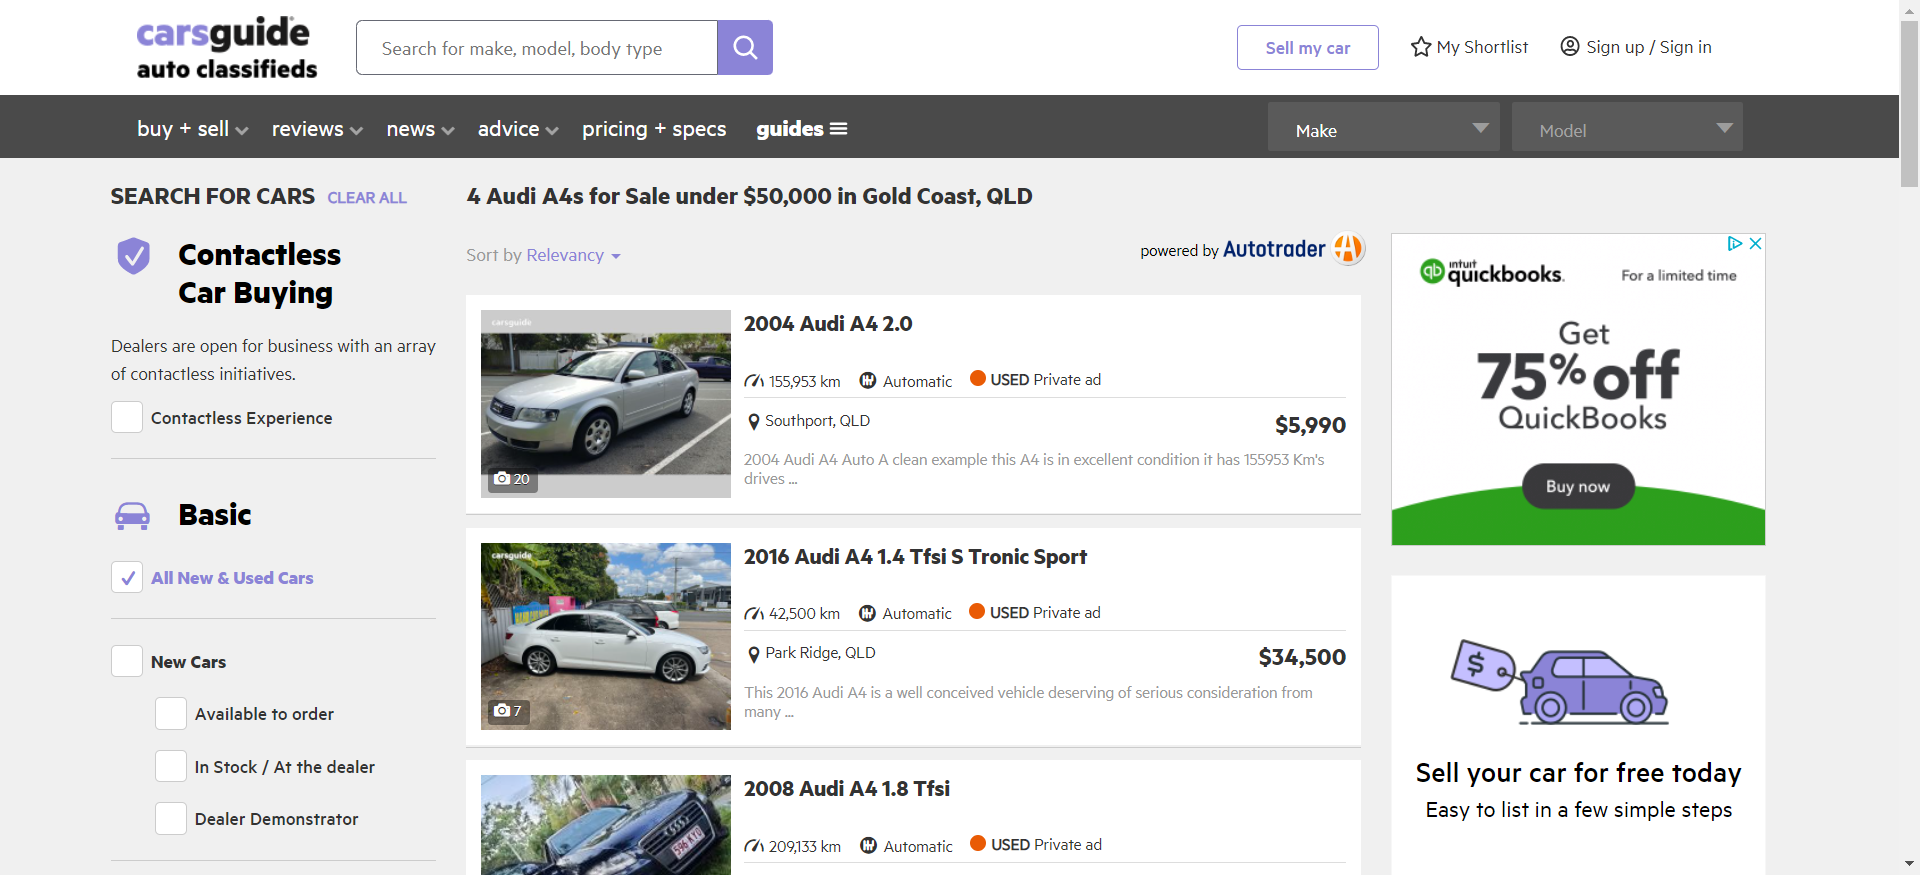 carsguide
auto classifieds
Search for make, model, body type
Sell my car
My Shortlist
Sign up / Sign in
buy + sell
reviews
news
advice
pricing + specs
guides
Make
Model
SEARCH FOR CARS CLEAR ALL
Contactless
Car Buying
Dealers are open for business with an array
of contactless initiatives.
Contactless Experience
Basic
All New & Used Cars
New Cars
Available to order
In Stock / At the dealer
Dealer Demonstrator
4 Audi A4s for Sale under $50,000 in Gold Coast, QLD
Sort by Relevancy
powered by Autotrader
carsguide
20
2004 Audi A4 2.0
155,953 km Automatic USED Private ad
Southport, QLD
$5,990
2004 Audi A4 Auto A clean example this A4 is in excellent condition it has 155953 Km's
drives ...
carsguide
7
2016 Audi A4 1.4 Tfsi S Tronic Sport
42,500 km Automatic USED Private ad
Park Ridge, QLD
$34,500
This 2016 Audi A4 is a well conceived vehicle deserving of serious consideration from
many ...
2008 Audi A4 1.8 Tfsi
209,133 km Automatic USED Private ad
qb intuit
quickbooks.
For a limited time
Get
75% off
QuickBooks
Buy now
$
Sell your car for free today
Easy to list in a few simple steps